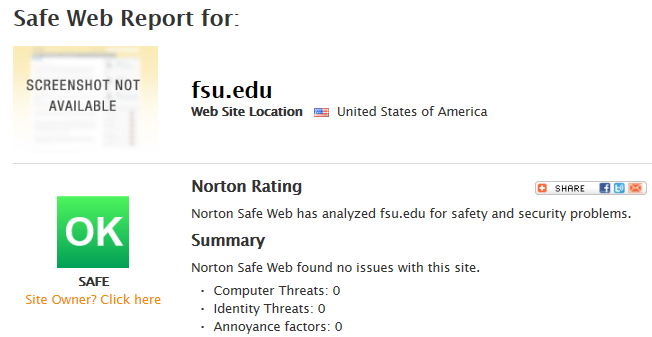 Safe Web Report for:
SCREENSHOT NOT
AVAILABLE
fsu.edu
Web Site Location United States of America
OK
SAFE
Site Owner? Click here
Norton Rating
SHARE
Norton Safe Web has analyzed fsu.edu for safety and security problems.
Summary
Norton Safe Web found no issues with this site.
· Computer Threats: 0
· Identity Threats: 0
· Annoyance factors: 0